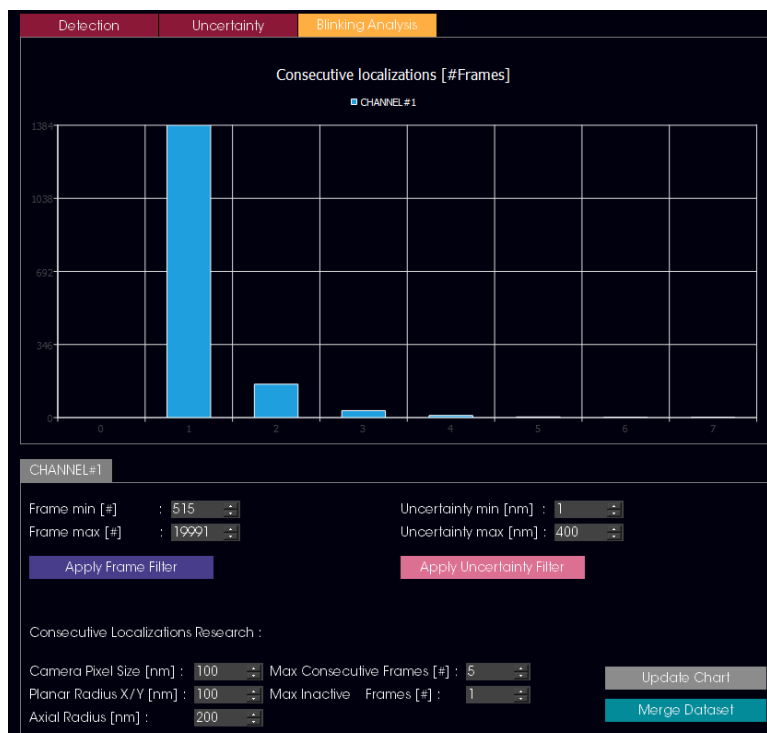 Detection Uncertainty Blinking Analysis
Consecutive localizations [#Frames]
CHANNEL#1
1384
1038
692
346
0
0 1 2 3 4 5 6 7
CHANNEL#1
Frame min [#] : 515 Uncertainty min [nm] : 1
Frame max [#] : 19991 Uncertainty max [nm] : 400
Apply Frame Filter Apply Uncertainty Filter
Consecutive Localizations Research :
Camera Pixel Size [nm] : 100 Max Consecutive Frames [#] : 5 Update Chart
Planar Radius X/Y [nm] : 100 Max Inactive Frames [#] : 1 Merge Dataset
Axial Radius [nm] : 200